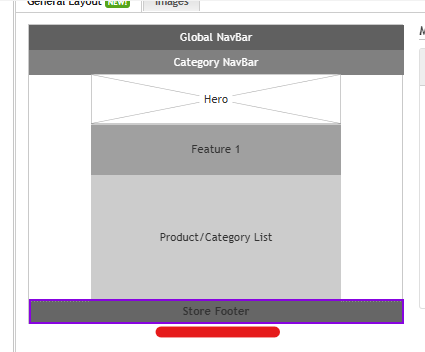 General Layout NEW!
Images
Global NavBar
Category NavBar
Hero
Feature 1
Product/Category List
Store Footer